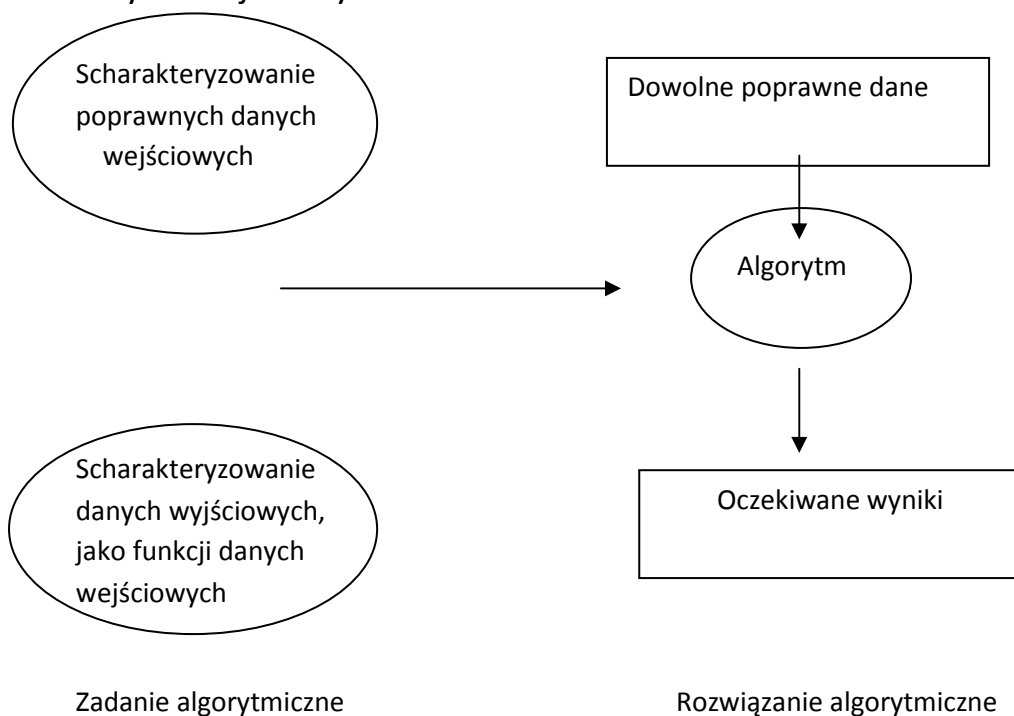 Scharakteryzowanie
poprawnych danych
wejściowych
Dowolne poprawne dane
Algorytm
Scharakteryzowanie
danych wyjściowych,
jako funkcji danych
wejściowych
Oczekiwane wyniki
Zadanie algorytmiczne
Rozwiązanie algorytmiczne